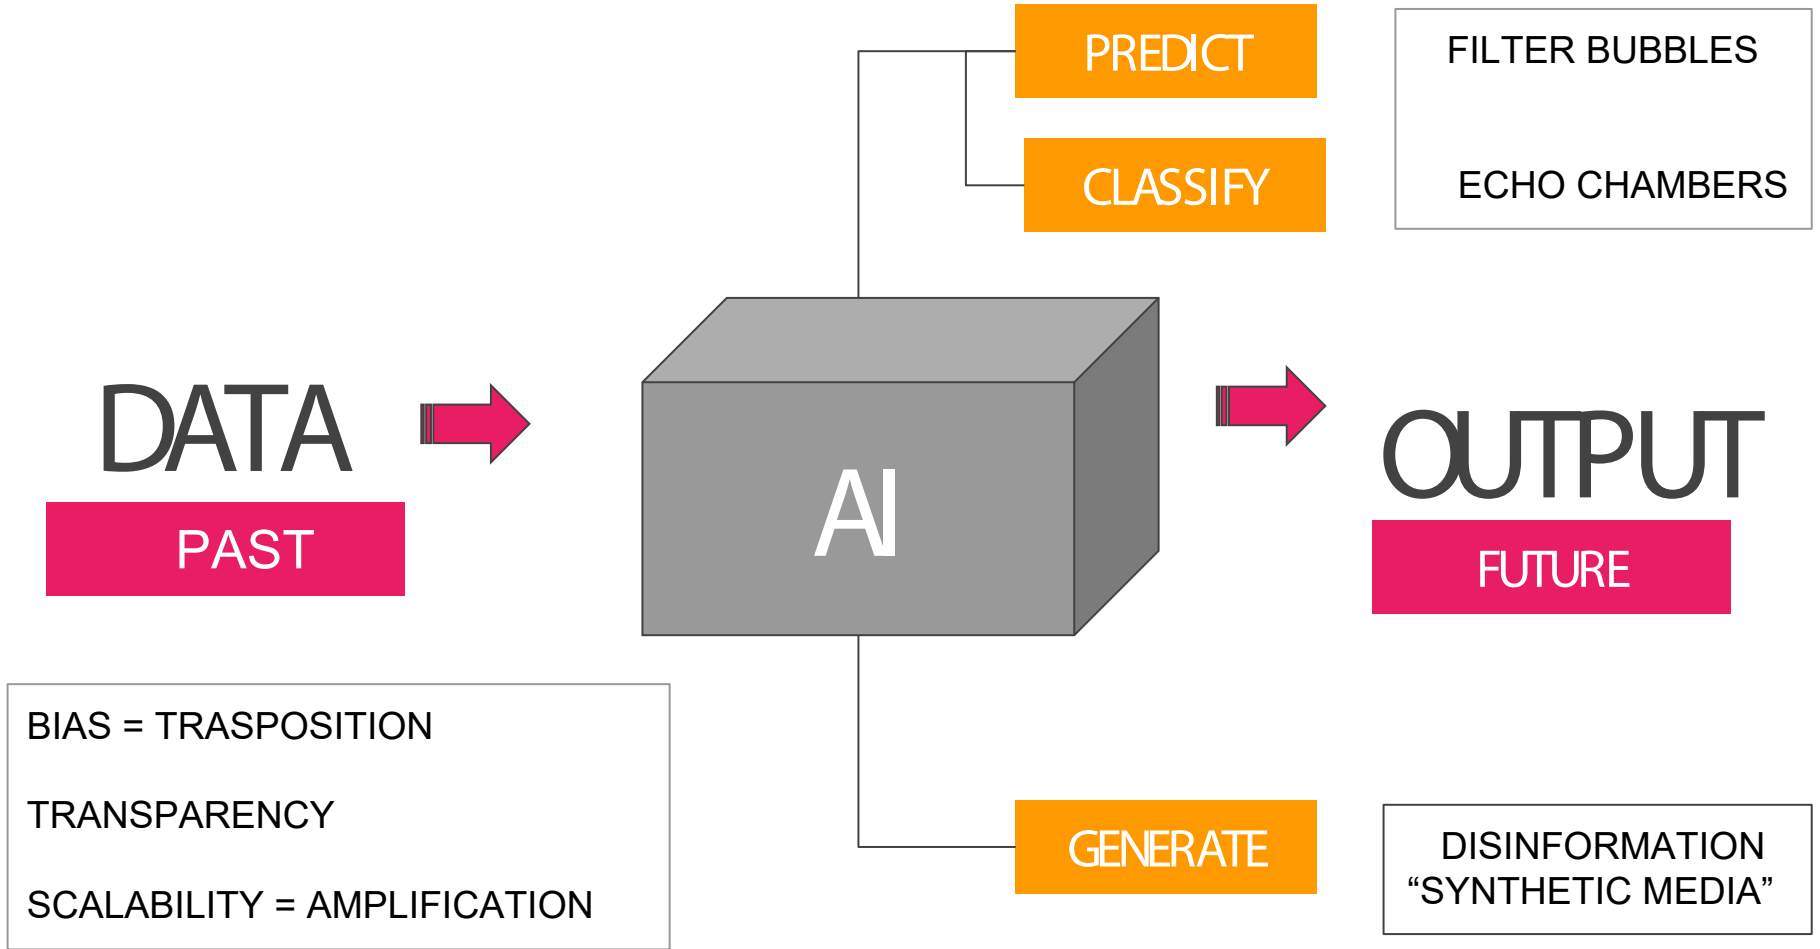 PREDICT
FILTER BUBBLES
CLASSIFY
ECHO CHAMBERS
DATA
PAST
AI
OUTPUT
FUTURE
BIAS = TRASPOSITION
TRANSPARENCY
SCALABILITY = AMPLIFICATION
GENERATE
DISINFORMATION
“SYNTHETIC MEDIA”